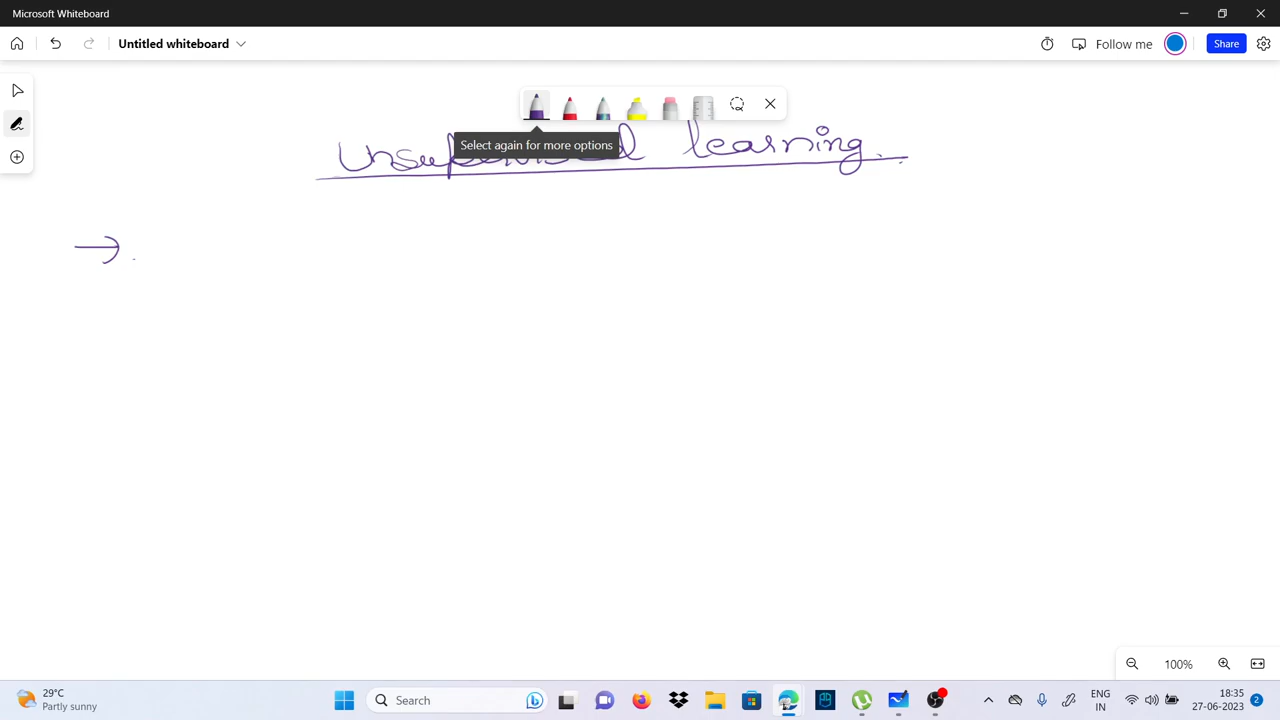 Microsoft Whiteboard
Untitled whiteboard
Follow me
Share
Select again for more options
learning.
→.
100%
29°C
Partly sunny
Search
ENG
IN
18:35
27-06-2023
2